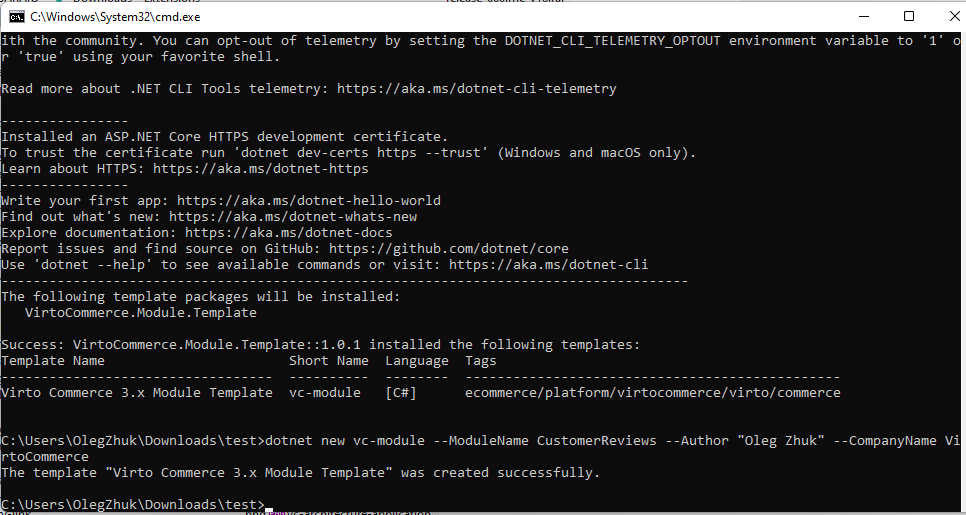 C:\Windows\System32\cmd.exe
ith the community. You can opt-out of telemetry by setting the DOTNET_CLI_TELEMETRY_OPTOUT environment variable to '1' o
r 'true' using your favorite shell.
Read more about .NET CLI Tools telemetry: https://aka.ms/dotnet-cli-telemetry
----------------
Installed an ASP.NET Core HTTPS development certificate.
To trust the certificate run 'dotnet dev-certs https --trust' (Windows and macOS only).
Learn about HTTPS: https://aka.ms/dotnet-https
----------------
Write your first app: https://aka.ms/dotnet-hello-world
Find out what's new: https://aka.ms/dotnet-whats-new
Explore documentation: https://aka.ms/dotnet-docs
Report issues and find source on GitHub: https://github.com/dotnet/core
Use 'dotnet --help' to see available commands or visit: https://aka.ms/dotnet-cli
--------------------------------------------------------------------------------------
The following template packages will be installed:
   VirtoCommerce.Module.Template
Success: VirtoCommerce.Module.Template::1.0.1 installed the following templates:
Template Name                       Short Name  Language  Tags
----------------------------------  ----------  --------  -----------------------------------------------
Virto Commerce 3.x Module Template  vc-module   [C#]      ecommerce/platform/virtocommerce/virto/commerce
C:\Users\OlegZhuk\Downloads\test>dotnet new vc-module --ModuleName CustomerReviews --Author "Oleg Zhuk" --CompanyName Vi
rtoCommerce
The template "Virto Commerce 3.x Module Template" was created successfully.
C:\Users\OlegZhuk\Downloads\test>